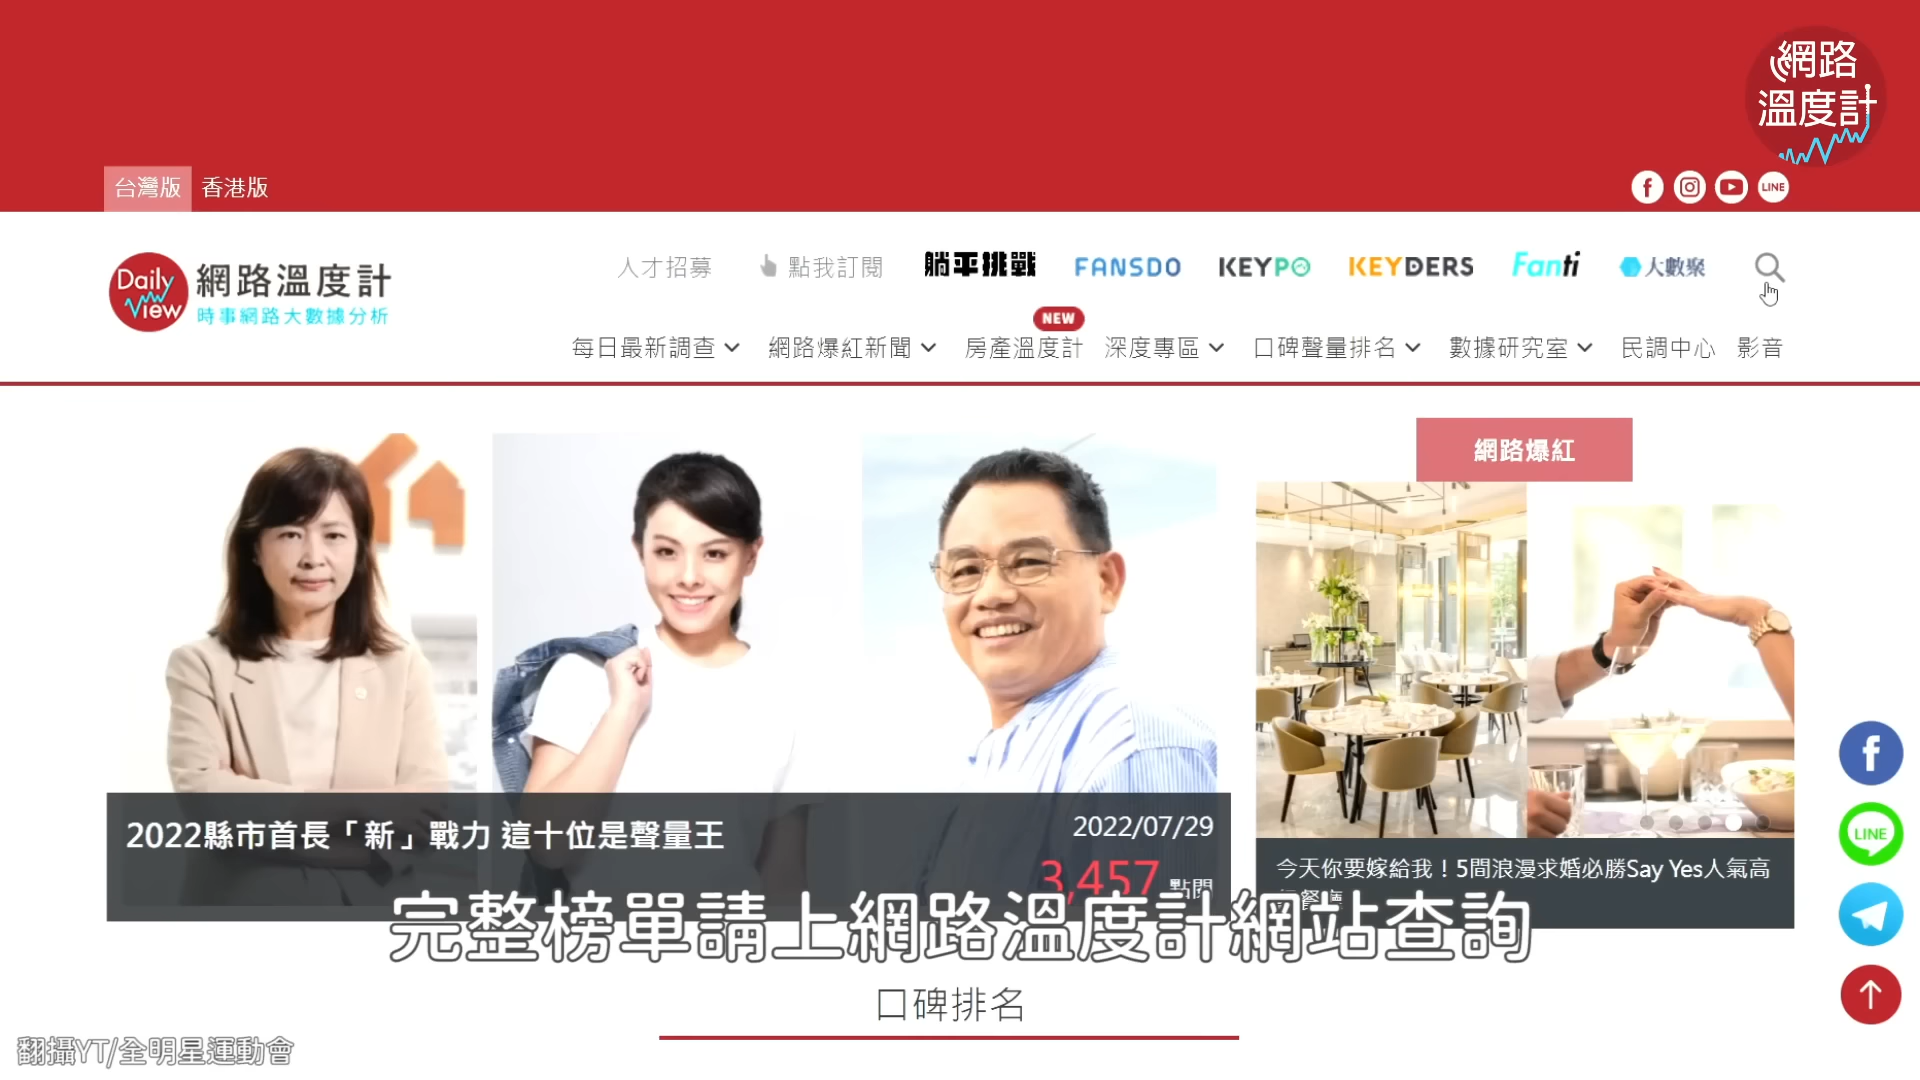 網路
溫度計
台灣版 香港版
LINE
Daily
View
網路溫度計
時事網路大數據分析
人才招募 點我訂閱 躺平挑戰 FANSDO KEYPO KEYDERS Fanti 大數聚
NEW
每日最新調查 網路爆紅新聞 房產溫度計 深度專區 口碑聲量排名 數據研究室 民調中心 影音
網路爆紅
2022縣市首長「新」戰力 這十位是聲量王
2022/07/29
3,457 點閱
今天你要嫁給我！5間浪漫求婚必勝Say Yes人氣高
LINE
完整榜單請上網路溫度計網站查詢
口碑排名
翻攝YT/全明星運動會